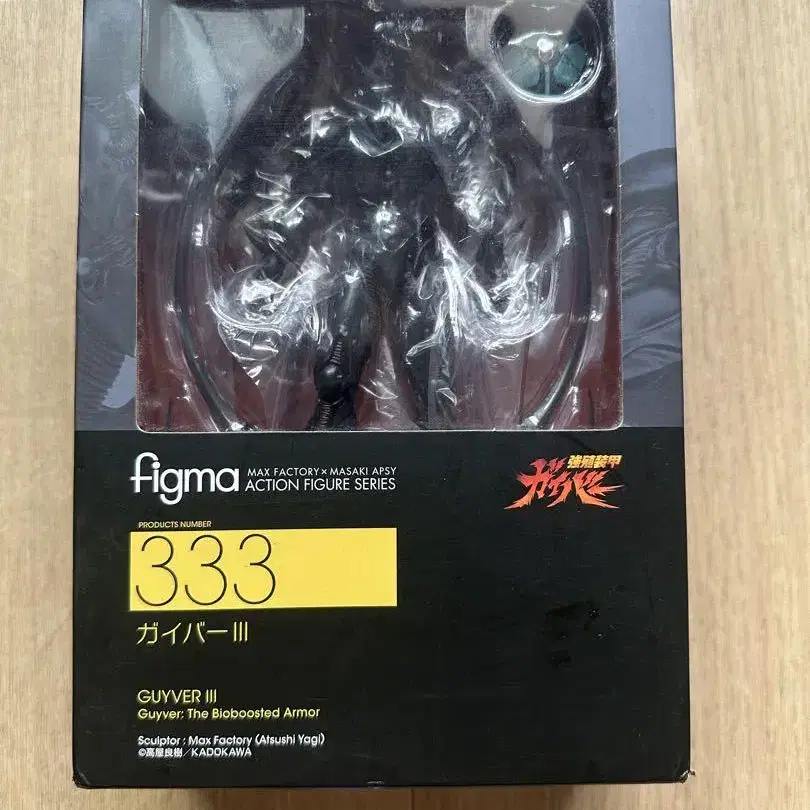 figma MAX FACTORY × MASAKI APSY
ACTION FIGURE SERIES
強殖装甲
ガイバー
PRODUCTS NUMBER
333
ガイバーIII
GUYVER III
Guyver: The Bioboosted Armor
Sculptor : Max Factory (Atsushi Yagi)
©高屋良樹/KADOKAWA